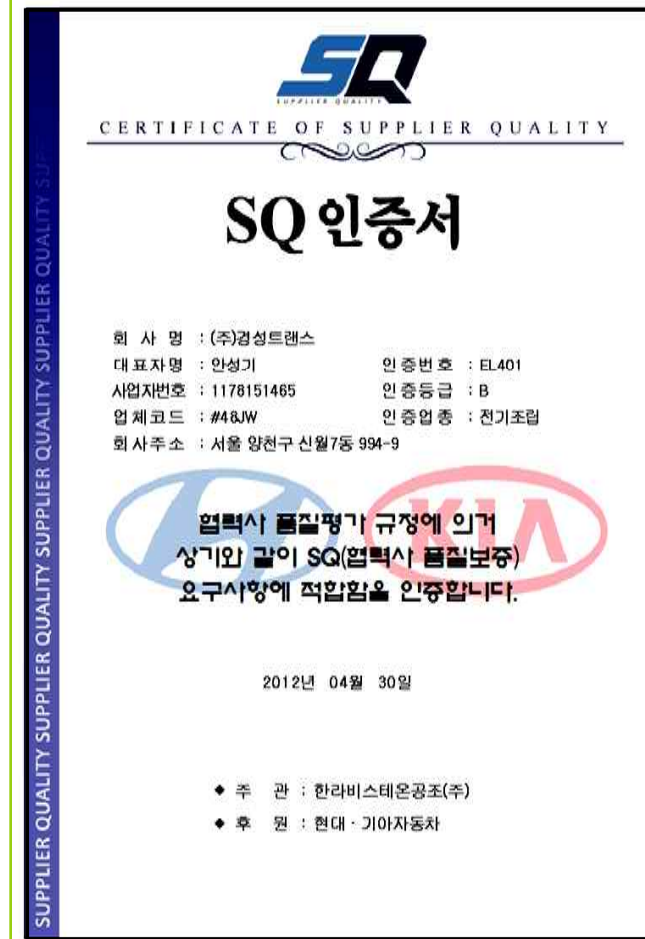 SQ
SUPPLIER QUALITY
CERTIFICATE OF SUPPLIER QUALITY
SQ 인증서
회 사 명 : (주)경성트랜스
대표자명 : 안성기 인증번호 : EL401
사업자번호 : 1178151465 인증등급 : B
업체코드 : #48JW 인증업종 : 전기조립
회사주소 : 서울 양천구 신월7동 994-9
KIA
협력사 품질평가 규정에 의거
상기와 같이 SQ(협력사 품질보증)
요구사항에 적합함을 인증합니다.
2012년 04월 30일
◆ 주 관 : 한라비스테온공조(주)
◆ 후 원 : 현대 · 기아자동차
SUPPLIER QUALITY SUPPLIER QUALITY SUPPLIER QUALITY SUPPLIER QUALITY SUPPLIER QUALITY SUP